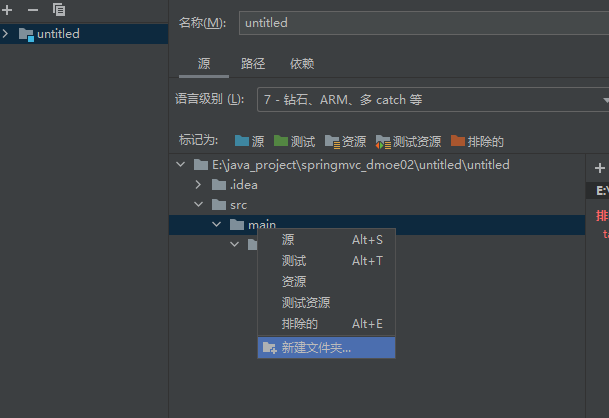 untitled
名称(M):
untitled
源 路径 依赖
语言级别 (L):
7 - 钻石、ARM、多 catch 等
标记为: 源 测试 资源 测试资源 排除的
E:\java_project\springmvc_dmoe02\untitled\untitled
.idea
src
main
源 Alt+S
测试 Alt+T
资源
测试资源
排除的 Alt+E
新建文件夹...
E:\
排